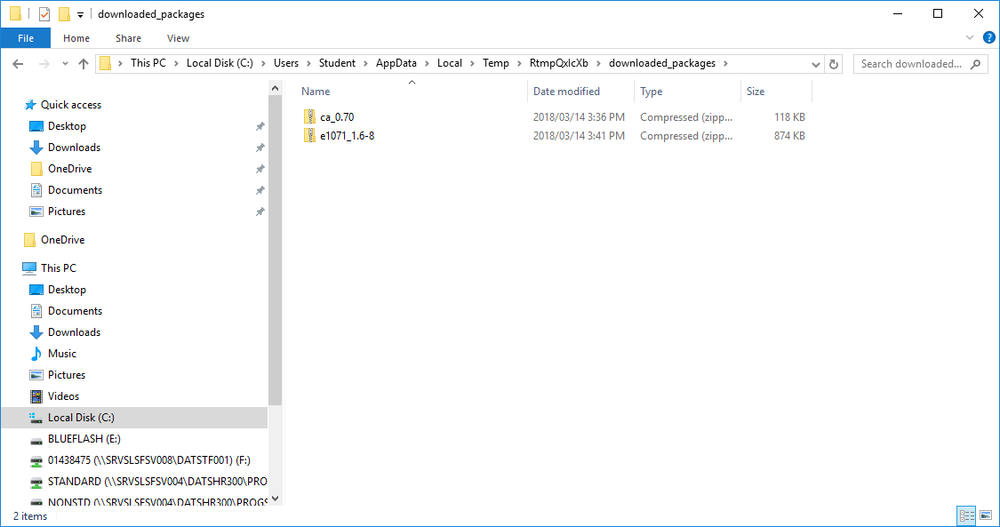 downloaded_packages
File Home Share View
This PC Local Disk (C:) Users Student AppData Local Temp RtmpQxlcXb downloaded_packages Search downloaded...
Name Date modified Type Size
ca_0.70 2018/03/14 3:36 PM Compressed (zipp... 118 KB
e1071_1.6-8 2018/03/14 3:41 PM Compressed (zipp... 874 KB
Quick access
Desktop
Downloads
OneDrive
Documents
Pictures
OneDrive
This PC
Desktop
Documents
Downloads
Music
Pictures
Videos
Local Disk (C:)
BLUEFLASH (E:)
01438475 (\\SRVSLSFSV008\DATSTF001) (F:)
STANDARD (\\SRVSLSFSV004\DATSHR300\PRO
NONSTD (\\SRVSLSFSV004\DATSHR300\PROGS
2 items